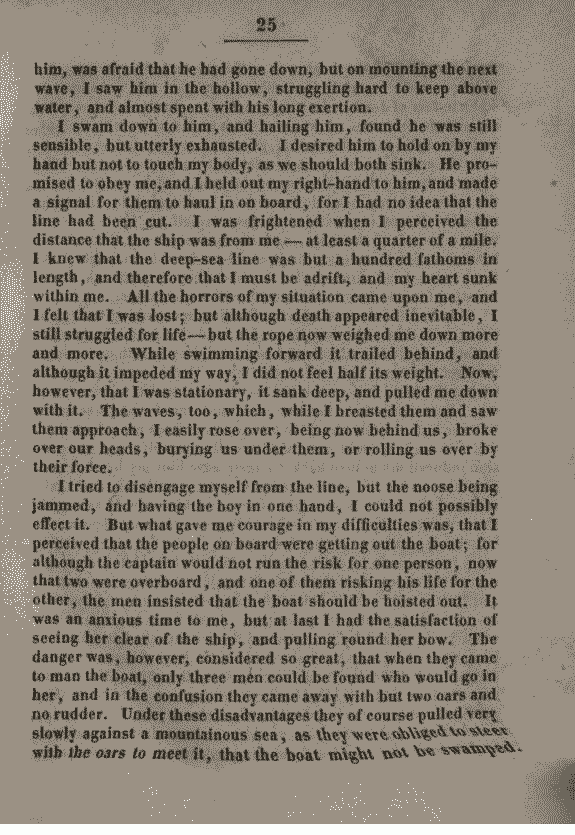 25
him, was afraid that he had gone down, but on mounting the next
wave, I saw him in the hollow, struggling hard to keep above
water, and almost spent with his long exertion.
I swam down to him, and hailing him, found he was still
sensible, but utterly exhausted. I desired him to hold on by my
hand but not to touch my body, as we should both sink. He pro-
mised to obey me, and I held out my right-hand to him, and made
a signal for them to haul in on board, for I had no idea that the
line had been cut. I was frightened when I perceived the
distance that the ship was from me — at least a quarter of a mile.
I knew that the deep-sea line was but a hundred fathoms in
length, and therefore that I must be adrift, and my heart sunk
within me. All the horrors of my situation came upon me, and
I felt that I was lost; but although death appeared inevitable, I
still struggled for life — but the rope now weighed me down more
and more. While swimming forward it trailed behind, and
although it impeded my way, I did not feel half its weight. Now,
however, that I was stationary, it sank deep, and pulled me down
with it. The waves, too, which, while I breasted them and saw
them approach, I easily rose over, being now behind us, broke
over our heads, burying us under them, or rolling us over by
their force.
I tried to disengage myself from the line, but the noose being
jammed, and having the boy in one hand, I could not possibly
effect it. But what gave me courage in my difficulties was, that I
perceived that the people on board were getting out the boat; for
although the captain would not run the risk for one person, now
that two were overboard, and one of them risking his life for the
other, the men insisted that the boat should be hoisted out. It
was an anxious time to me, but at last I had the satisfaction of
seeing her clear of the ship, and pulling round her bow. The
danger was, however, considered so great, that when they came
to man the boat, only three men could be found who would go in
her, and in the confusion they came away with but two oars and
no rudder. Under these disadvantages they of course pulled very
slowly against a mountainous sea, as they were obliged to steer
with the oars to meet it, that the boat might not be swamped.